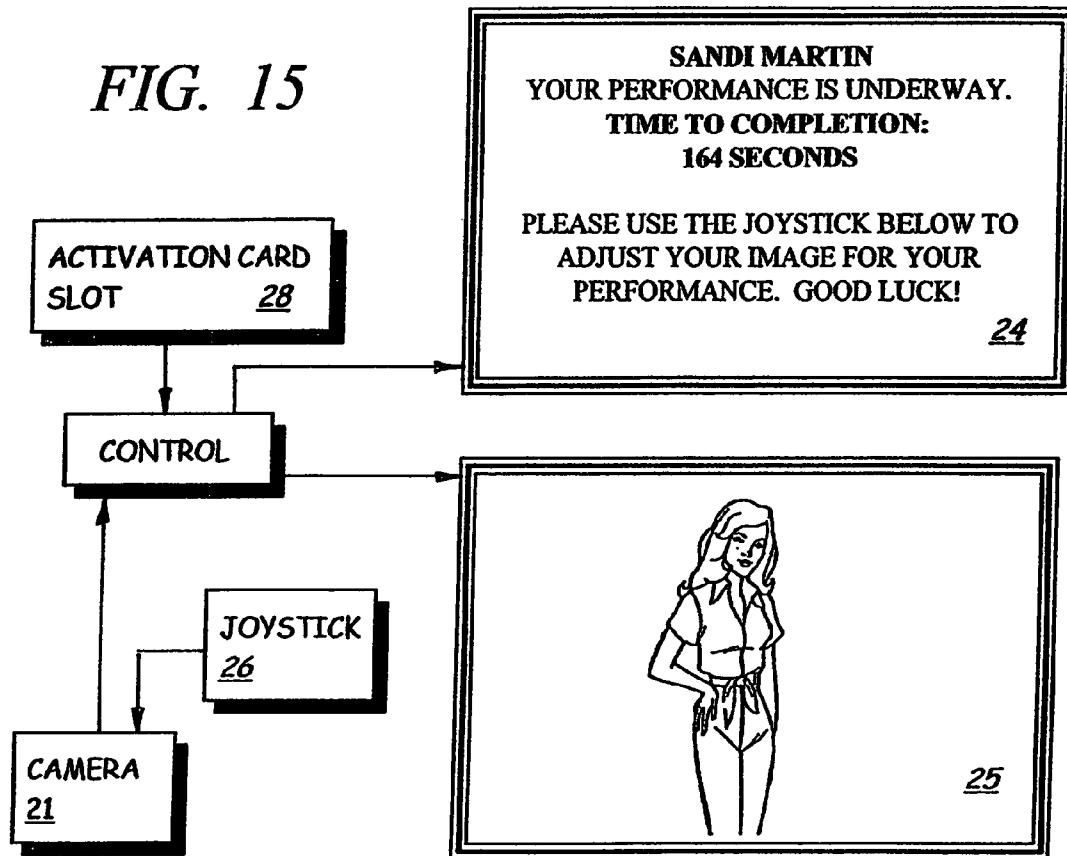 FIG. 15
SANDI MARTIN
YOUR PERFORMANCE IS UNDERWAY.
TIME TO COMPLETION:
164 SECONDS
PLEASE USE THE JOYSTICK BELOW TO
ADJUST YOUR IMAGE FOR YOUR
PERFORMANCE. GOOD LUCK!
24
ACTIVATION CARD
SLOT 28
CONTROL
JOYSTICK
26
CAMERA
21
25